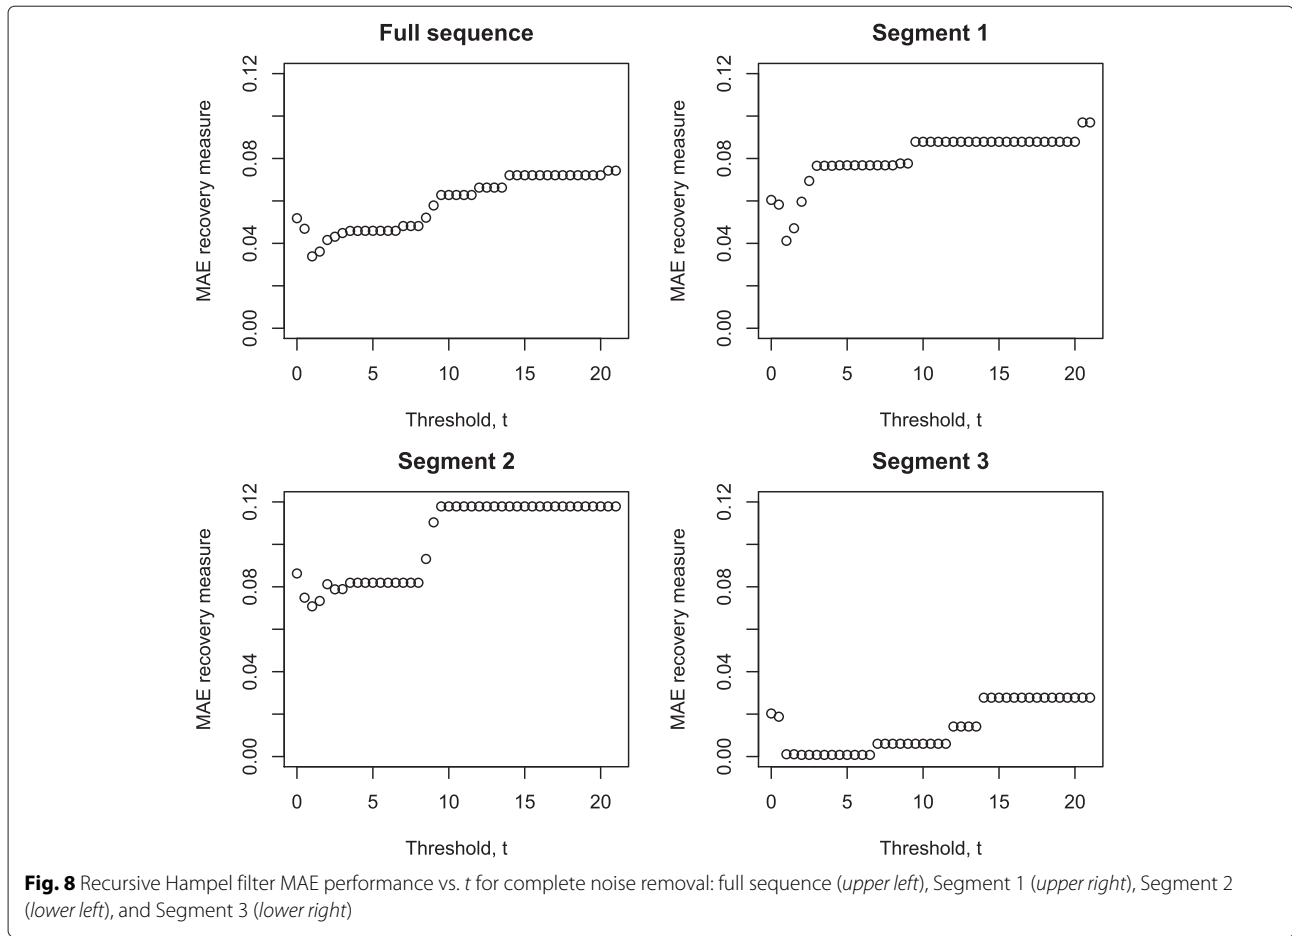 Full sequence
MAE recovery measure
0.00 0.04 0.08 0.12
0 5 10 15 20
Threshold, t
Segment 1
MAE recovery measure
0.00 0.04 0.08 0.12
0 5 10 15 20
Threshold, t
Segment 2
MAE recovery measure
0.00 0.04 0.08 0.12
0 5 10 15 20
Threshold, t
Segment 3
MAE recovery measure
0.00 0.04 0.08 0.12
0 5 10 15 20
Threshold, t
Fig. 8 Recursive Hampel filter MAE performance vs. t for complete noise removal: full sequence (upper left), Segment 1 (upper right), Segment 2
(lower left), and Segment 3 (lower right)